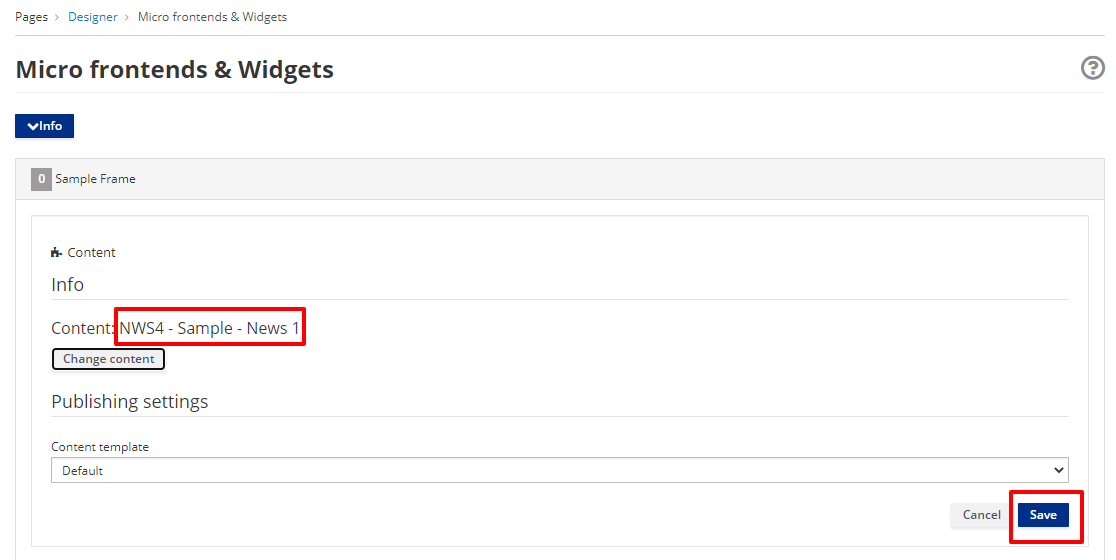 Pages > Designer > Micro frontends & Widgets
Micro frontends & Widgets
?
Info
0 Sample Frame
Content
Info
Content: NWS4 - Sample - News 1
Change content
Publishing settings
Content template
Default
Cancel Save